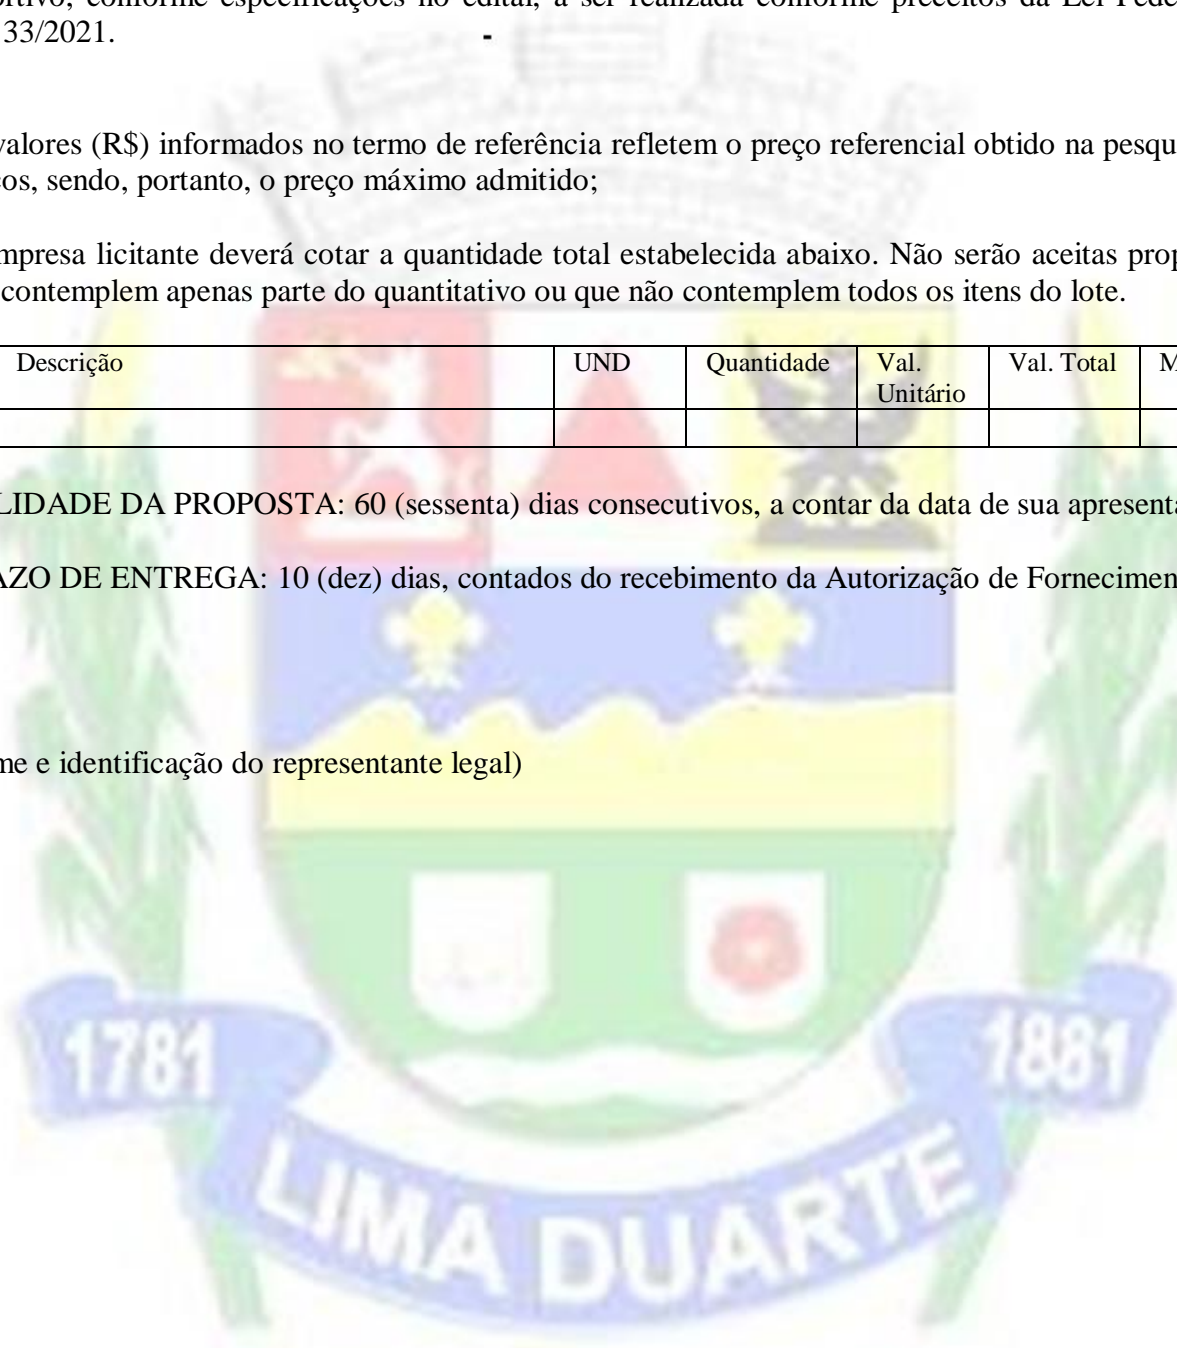 ortivo, conforme especificações no edital, a ser realizada conforme preceitos da Lei Fede
33/2021. -
valores (R$) informados no termo de referência refletem o preço referencial obtido na pesqu
ços, sendo, portanto, o preço máximo admitido;
mpresa licitante deverá cotar a quantidade total estabelecida abaixo. Não serão aceitas prop
contemplem apenas parte do quantitativo ou que não contemplem todos os itens do lote.
Descrição UND Quantidade Val. Unitário Val. Total M
LIDADE DA PROPOSTA: 60 (sessenta) dias consecutivos, a contar da data de sua apresenta
AZO DE ENTREGA: 10 (dez) dias, contados do recebimento da Autorização de Fornecimen
me e identificação do representante legal)
1781 1881
LIMA DUARTE